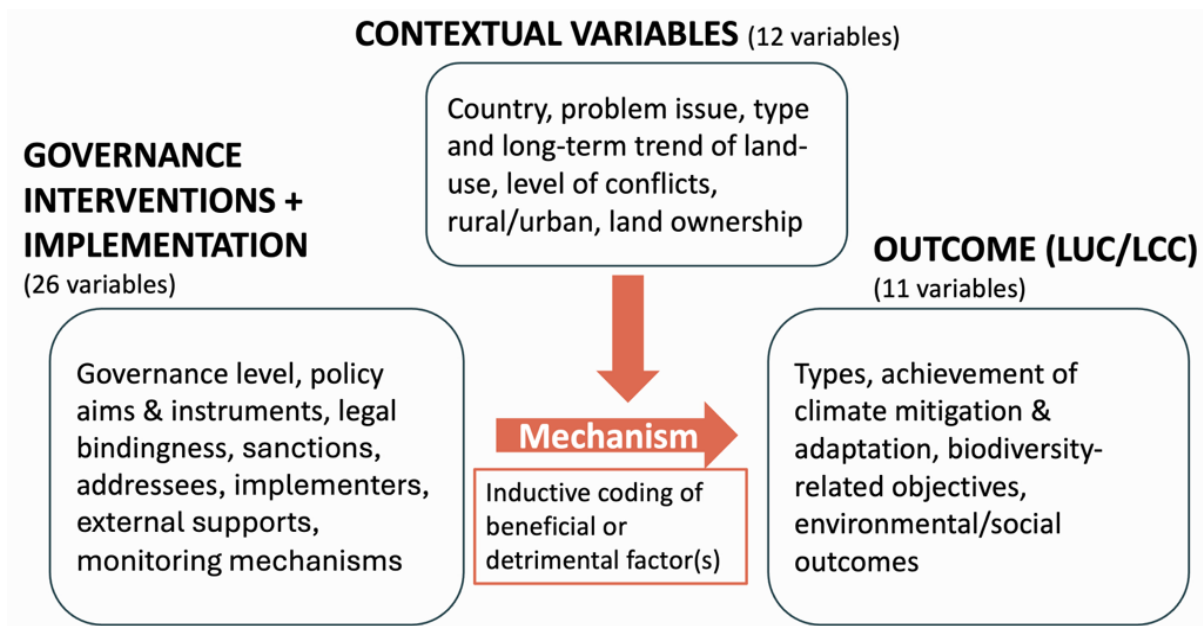 CONTEXTUAL VARIABLES (12 variables)
Country, problem issue, type
and long-term trend of land-
use, level of conflicts,
rural/urban, land ownership
GOVERNANCE
INTERVENTIONS +
IMPLEMENTATION
(26 variables)
Governance level, policy
aims & instruments, legal
bindingness, sanctions,
addressees, implementers,
external supports,
monitoring mechanisms
Mechanism
Inductive coding of
beneficial or
detrimental factor(s)
OUTCOME (LUC/LCC)
(11 variables)
Types, achievement of
climate mitigation &
adaptation, biodiversity-
related objectives,
environmental/social
outcomes